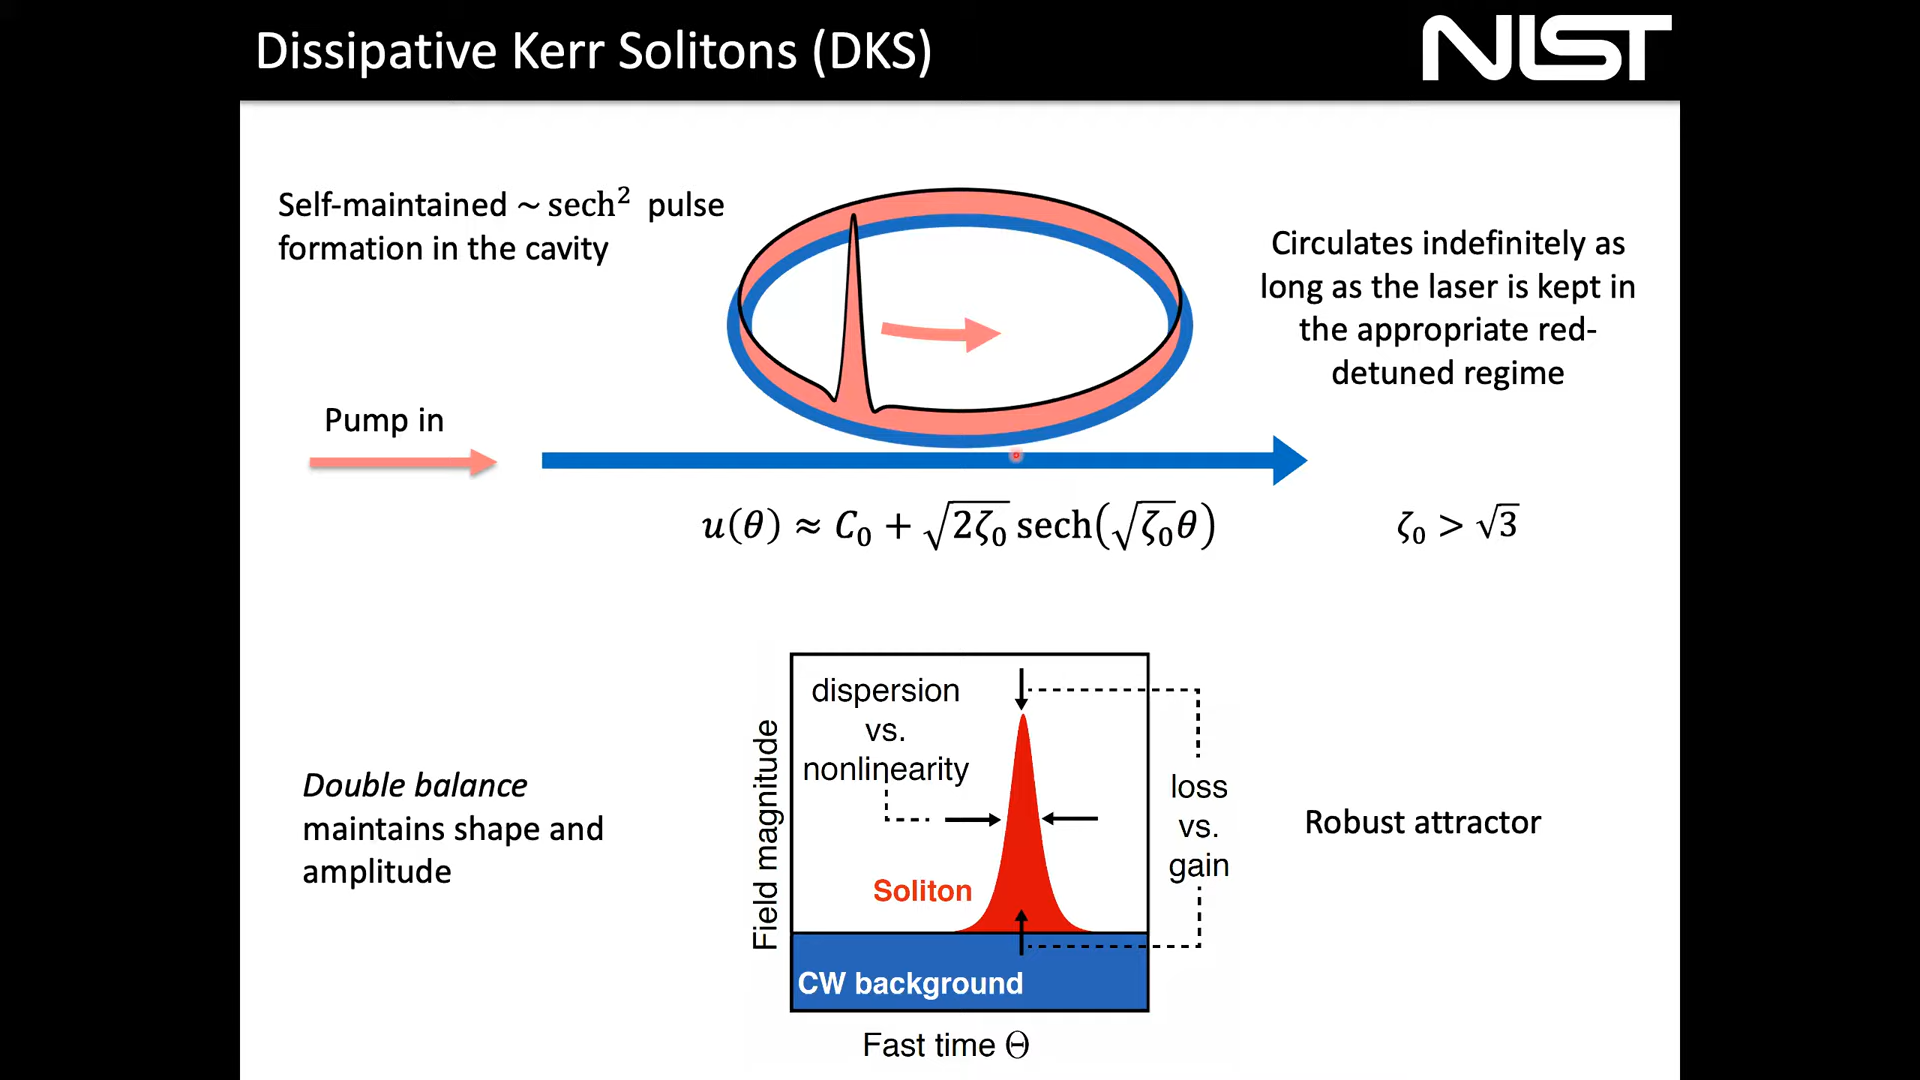 Dissipative Kerr Solitons (DKS)
NIST
Self-maintained ~ sech² pulse
formation in the cavity
Circulates indefinitely as
long as the laser is kept in
the appropriate red-
detuned regime
Pump in
u(θ) ≈ C₀ + √2ζ₀ sech(√ζ₀θ)
ζ₀ > √3
dispersion
vs.
nonlinearity
Field magnitude
Soliton
CW background
Fast time Θ
loss
vs.
gain
Double balance
maintains shape and
amplitude
Robust attractor